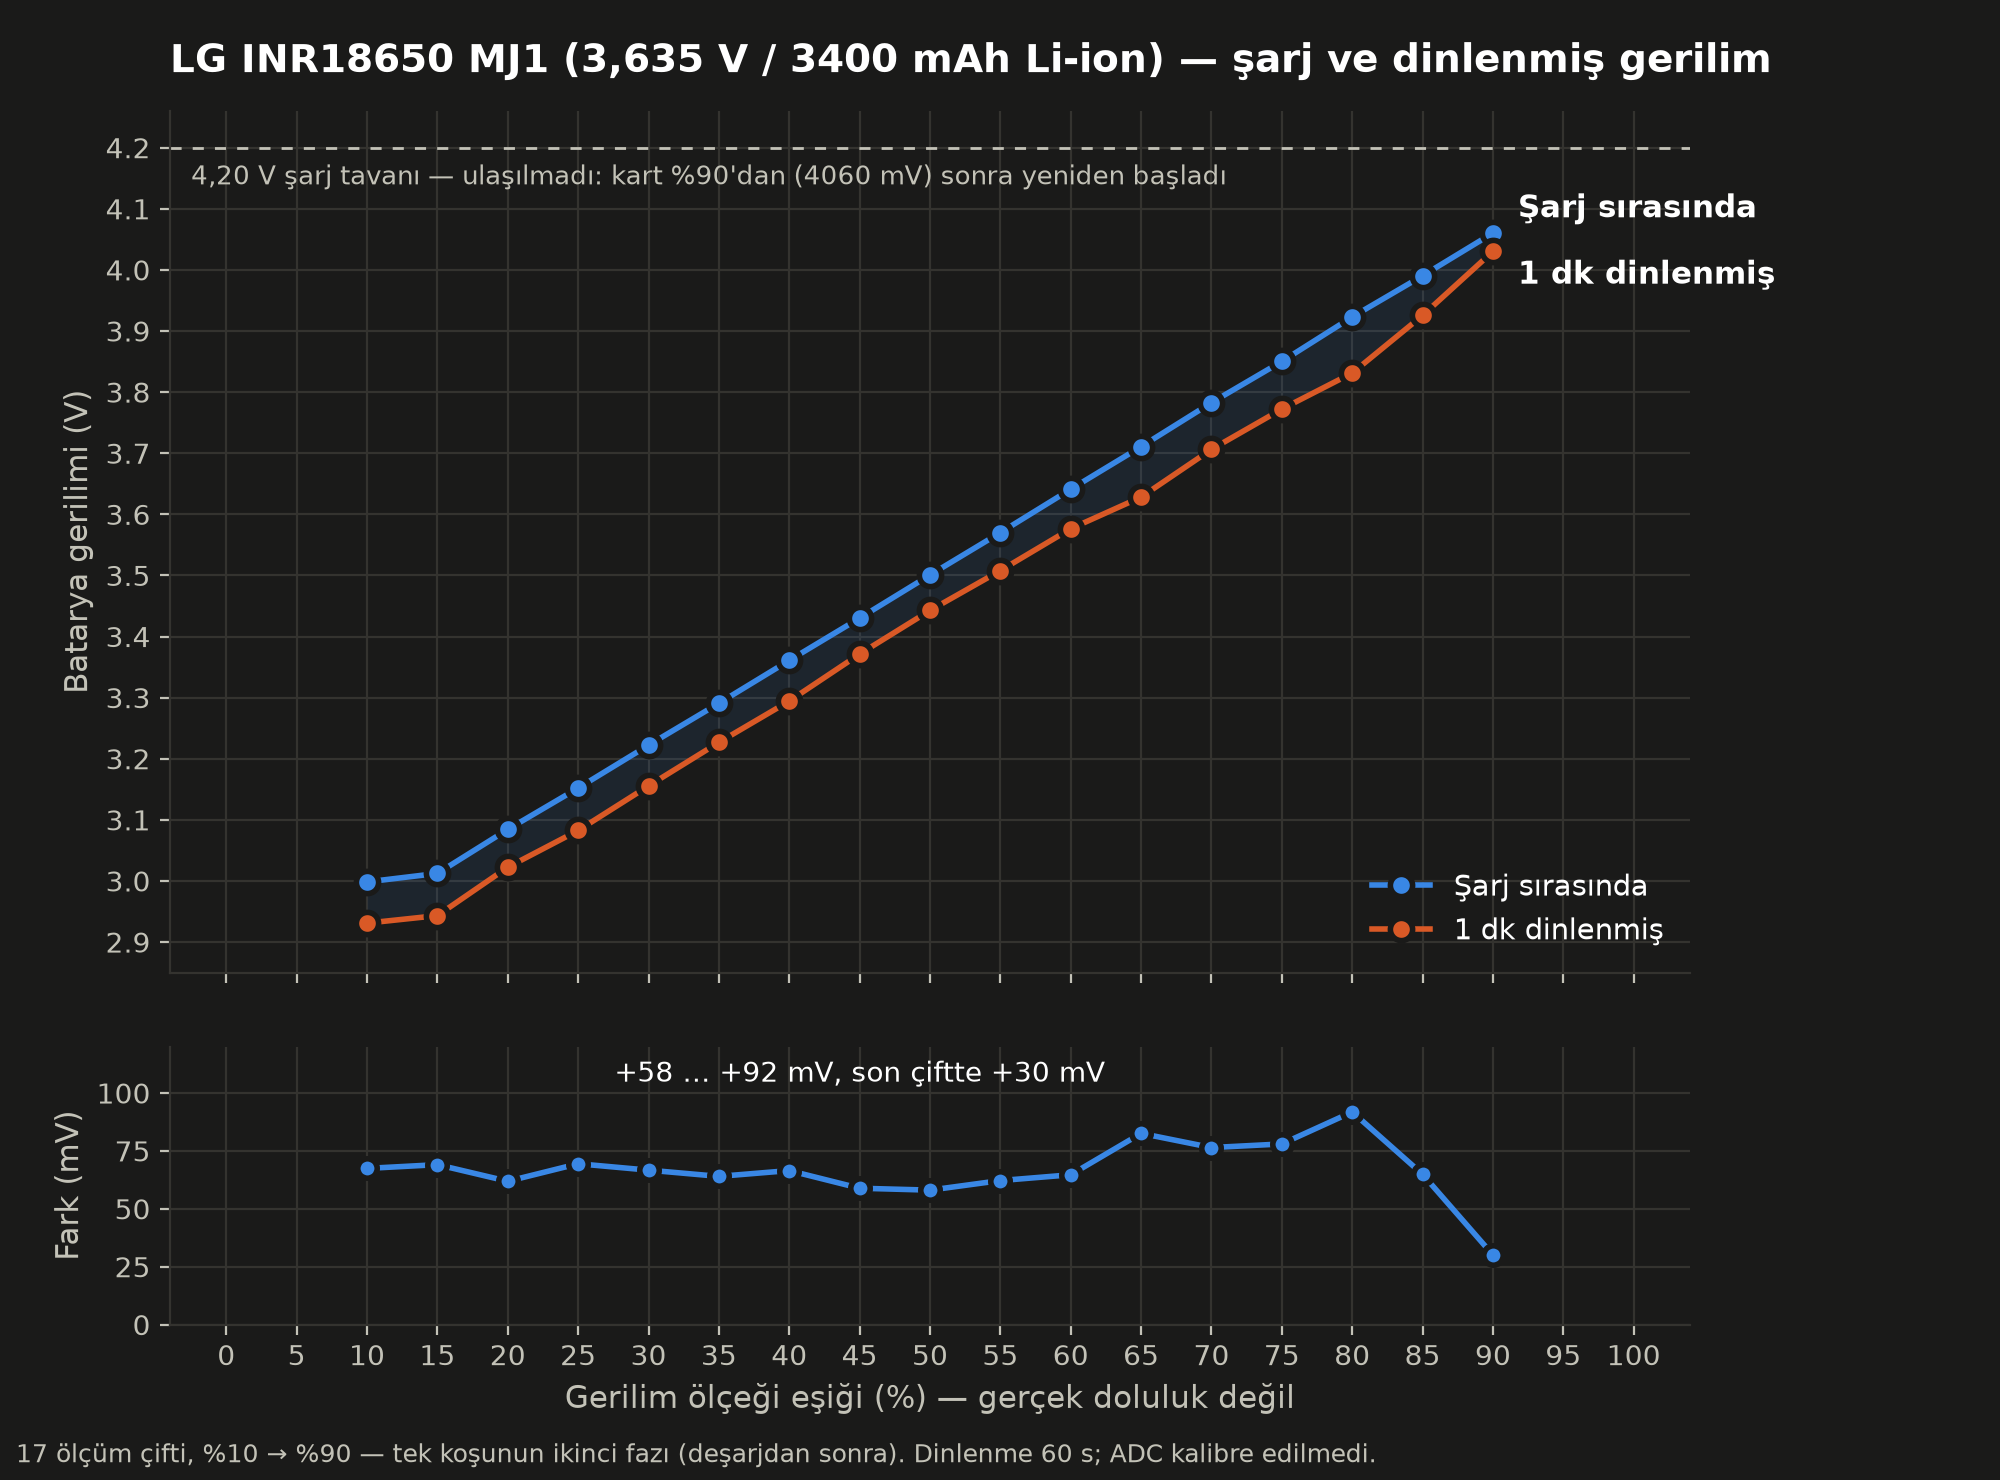 LG INR18650 MJ1 (3,635 V / 3400 mAh Li-ion) — şarj ve dinlenmiş gerilim
4.2
4,20 V şarj tavanı — ulaşılmadı: kart %90'dan (4060 mV) sonra yeniden başladı
4.1
Şarj sırasında
4.0
1 dk dinlenmiş
3.9
3.8
3.7
3.6
3.5
3.4
3.3
3.2
3.1
3.0
2.9
Batarya gerilimi (V)
Şarj sırasında
1 dk dinlenmiş
+58 … +92 mV, son çiftte +30 mV
100
75
50
25
0
Fark (mV)
0 5 10 15 20 25 30 35 40 45 50 55 60 65 70 75 80 85 90 95 100
Gerilim ölçeği eşiği (%) — gerçek doluluk değil
17 ölçüm çifti, %10 → %90 — tek koşunun ikinci fazı (deşarjdan sonra). Dinlenme 60 s; ADC kalibre edilmedi.